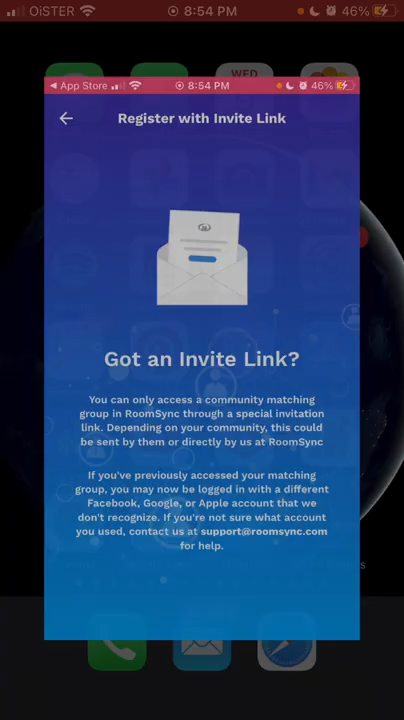 OiSTER 8:54 PM 46%
WED
App Store 8:54 PM 46%
Register with Invite Link
Got an Invite Link?
You can only access a community matching
group in RoomSync through a special invitation
link. Depending on your community, this could
be sent by them or directly by us at RoomSync
If you've previously accessed your matching
group, you may now be logged in with a different
Facebook, Google, or Apple account that we
don't recognize. If you're not sure what account
you used, contact us at support@roomsync.com
for help.